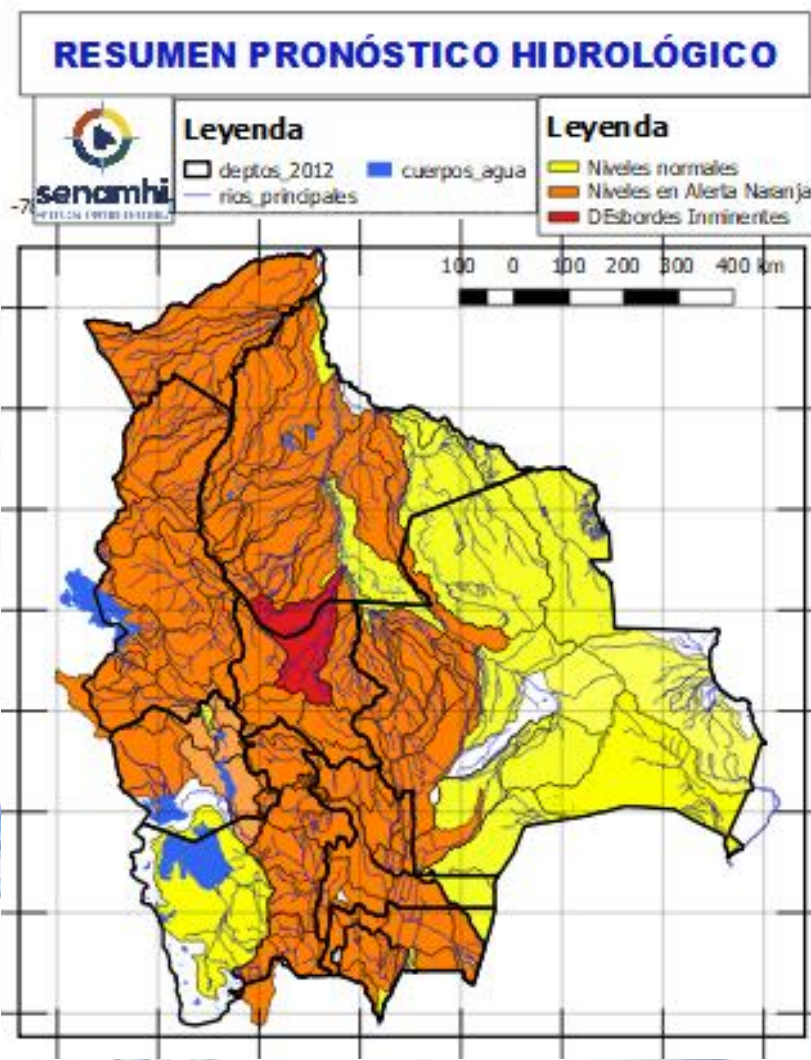 RESUMEN PRONÓSTICO HIDROLÓGICO
senamhi
Leyenda
deptos_2012
cuerpos_agua
rios_principales
Leyenda
Niveles normales
Niveles en Alerta Naranja
DEsbordes Inminentes
100 0 100 200 300 400 km